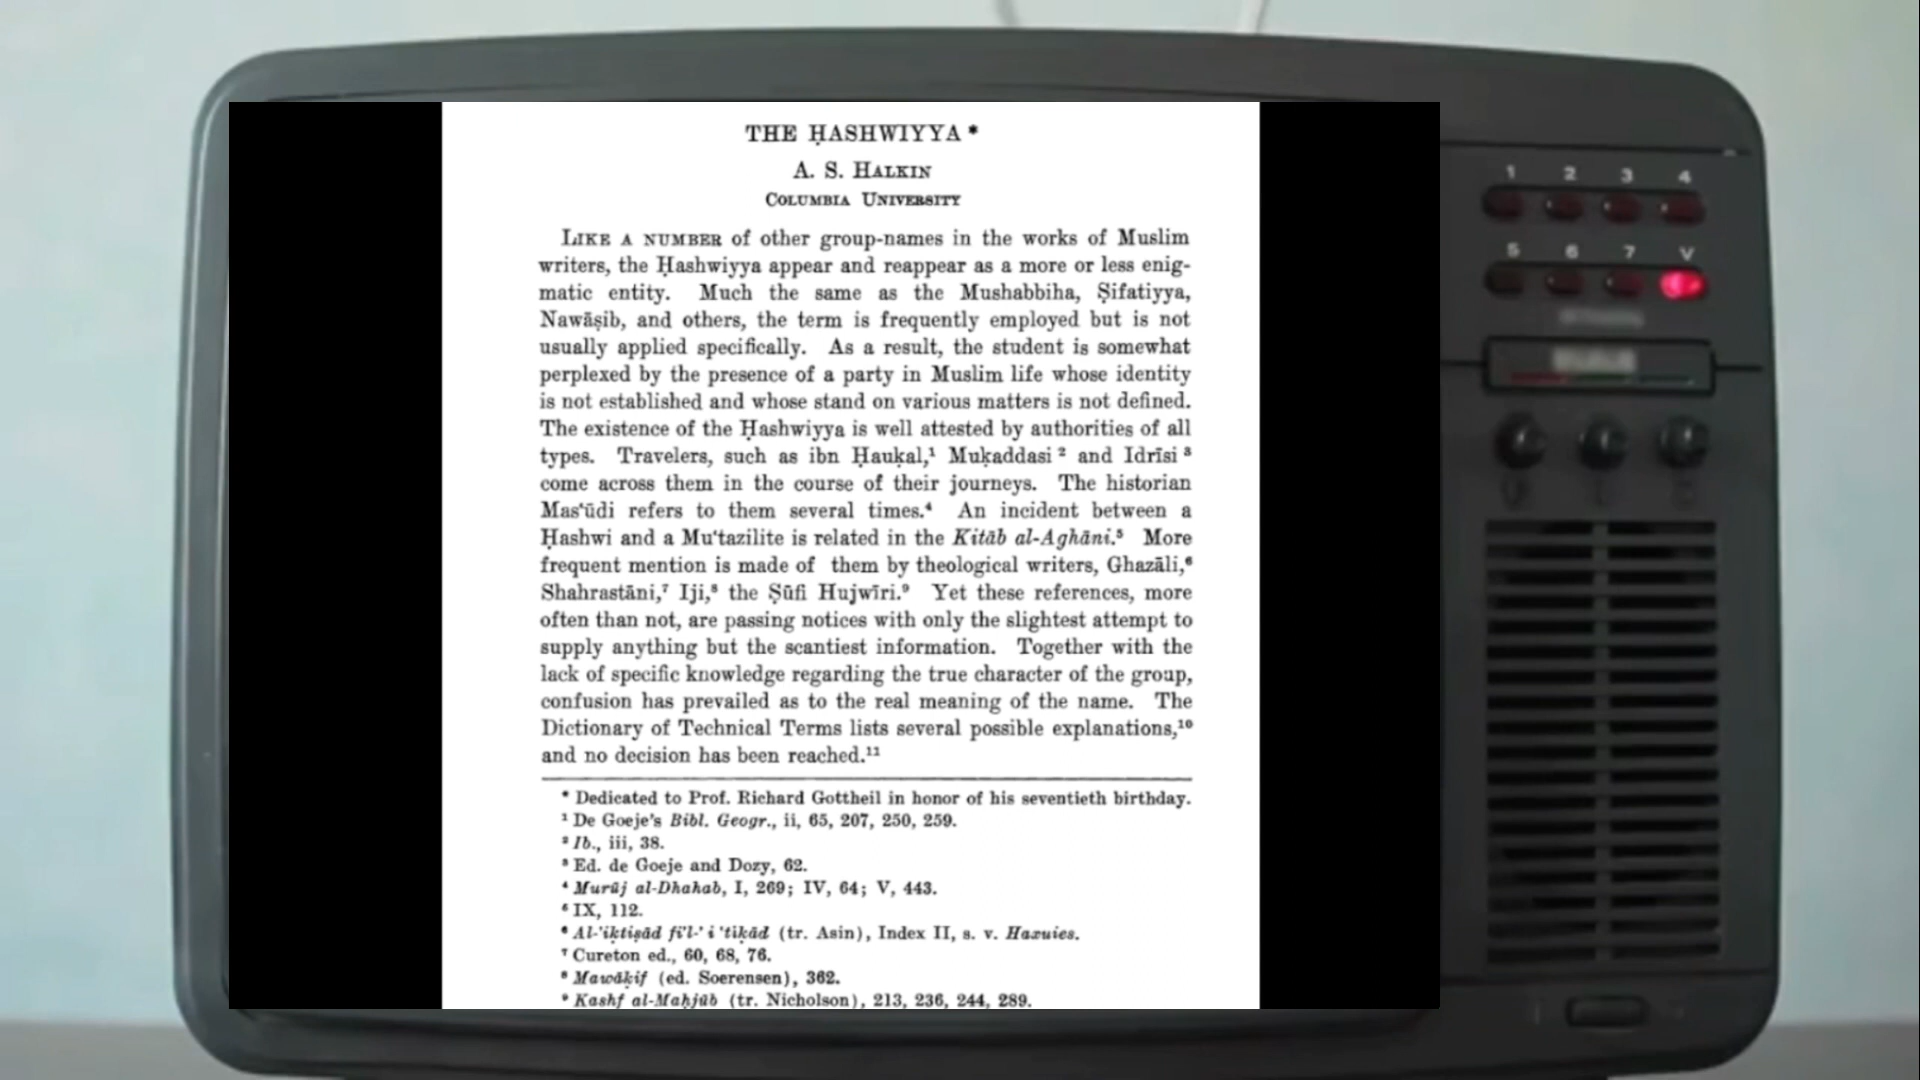 THE ḤASHWIYYA *
A. S. HALKIN
COLUMBIA UNIVERSITY
LIKE A NUMBER of other group-names in the works of Muslim
writers, the Ḥashwiyya appear and reappear as a more or less enig-
matic entity. Much the same as the Mushabbiha, Ṣifatiyya,
Nawāṣib, and others, the term is frequently employed but is not
usually applied specifically. As a result, the student is somewhat
perplexed by the presence of a party in Muslim life whose identity
is not established and whose stand on various matters is not defined.
The existence of the Ḥashwiyya is well attested by authorities of all
types. Travelers, such as ibn Ḥauḳal,¹ Muḳaddasi ² and Idrīsi ³
come across them in the course of their journeys. The historian
Mas‘ūdi refers to them several times.⁴ An incident between a
Ḥashwi and a Mu‘tazilite is related in the Kitāb al-Aghāni.⁵ More
frequent mention is made of them by theological writers, Ghazāli,⁶
Shahrastāni,⁷ Iji,⁸ the Ṣūfi Hujwīri.⁹ Yet these references, more
often than not, are passing notices with only the slightest attempt to
supply anything but the scantiest information. Together with the
lack of specific knowledge regarding the true character of the group,
confusion has prevailed as to the real meaning of the name. The
Dictionary of Technical Terms lists several possible explanations,¹⁰
and no decision has been reached.¹¹
* Dedicated to Prof. Richard Gottheil in honor of his seventieth birthday.
¹ De Goeje's Bibl. Geogr., ii, 65, 207, 250, 259.
² Ib., iii, 38.
³ Ed. de Goeje and Dozy, 62.
⁴ Murūj al-Dhahab, I, 269; IV, 64; V, 443.
⁵ IX, 112.
⁶ Al-'iḳtiṣād fi'l-' i 'tiḳād (tr. Asin), Index II, s. v. Haxuies.
⁷ Cureton ed., 60, 68, 76.
⁸ Mawāḳif (ed. Soerensen), 362.
⁹ Kashf al-Maḥjūb (tr. Nicholson), 213, 236, 244, 289.
1 2 3 4
5 6 7 V